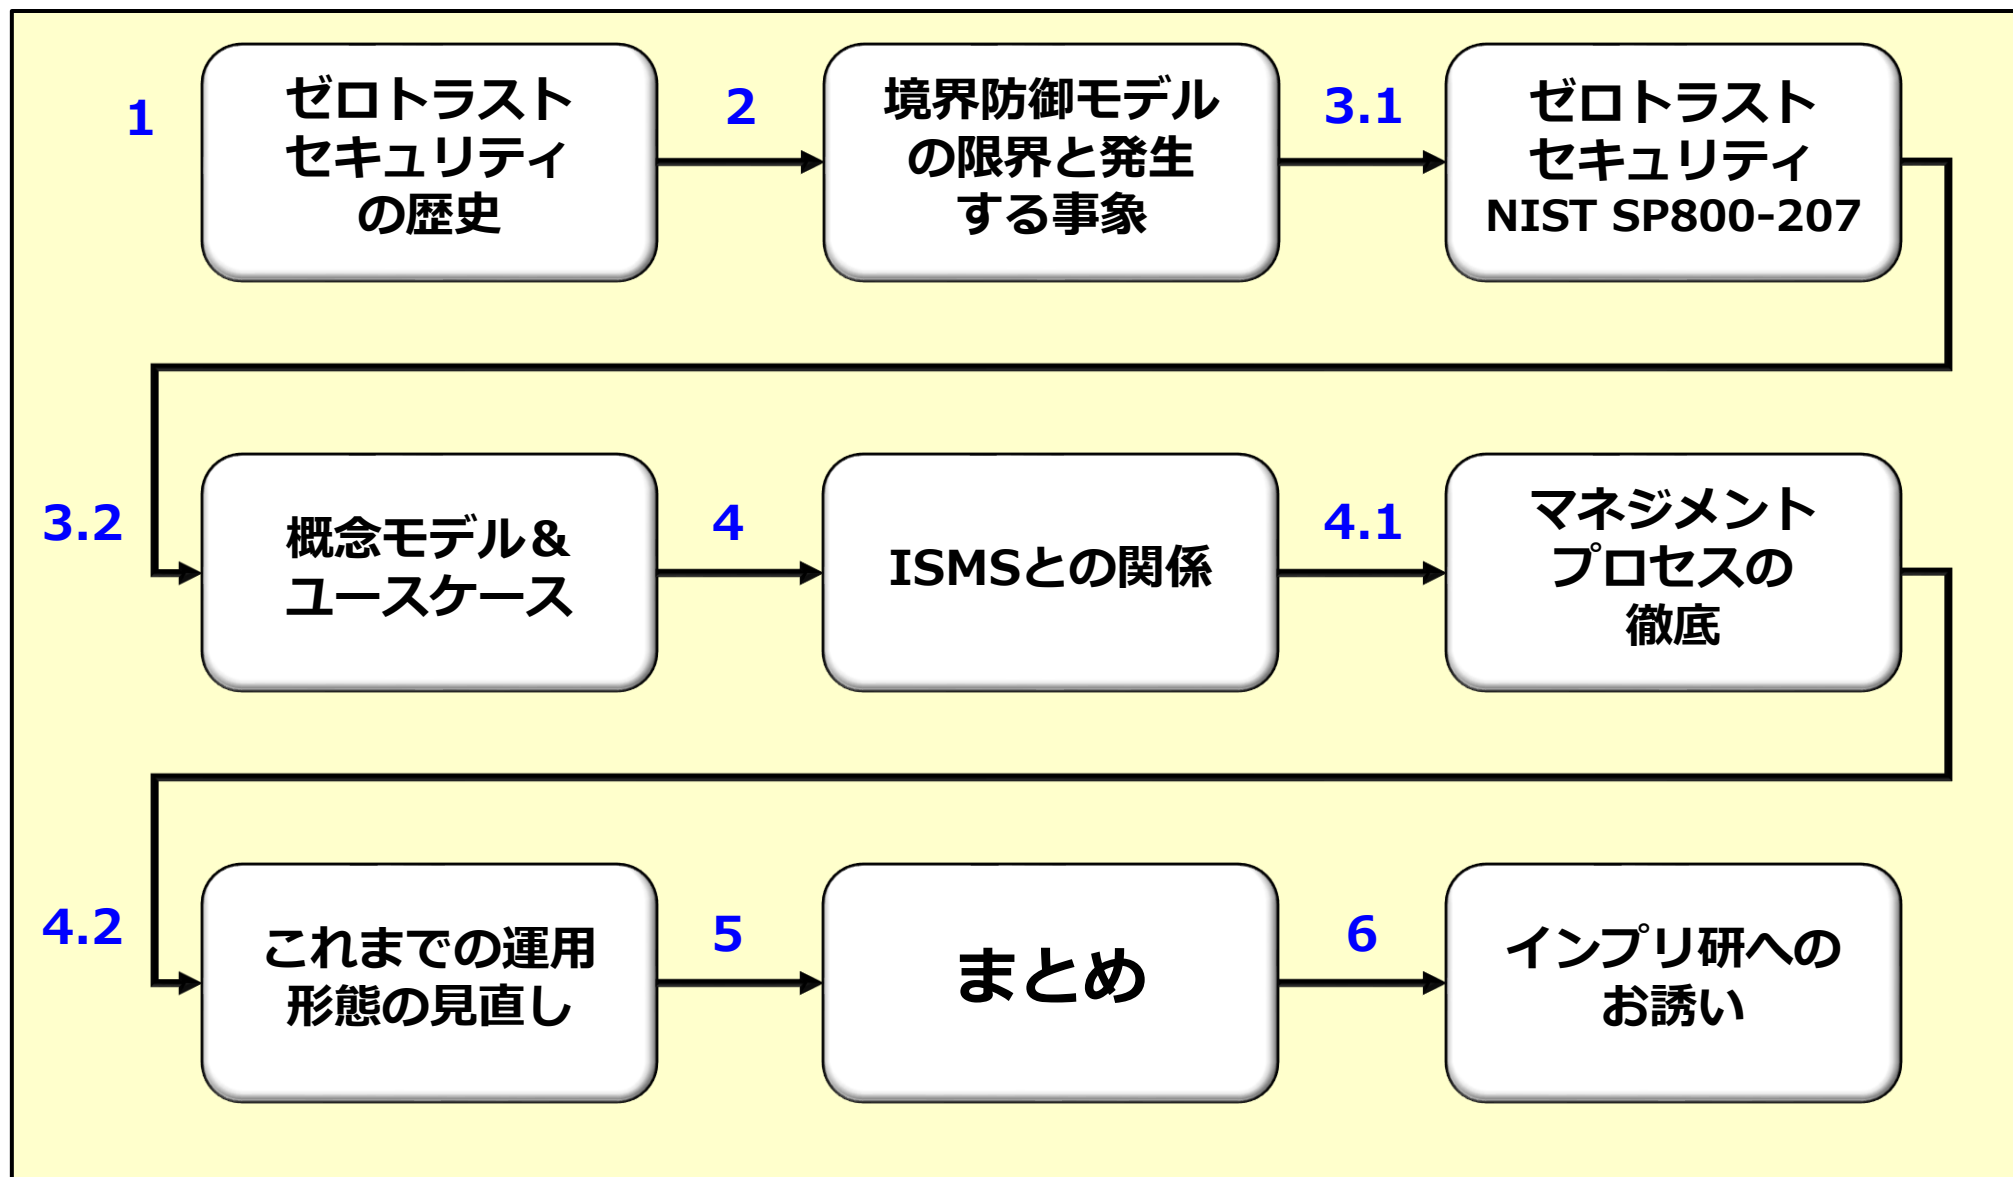 1
ゼロトラスト
セキュリティ
の歴史
2
境界防御モデル
の限界と発生
する事象
3.1
ゼロトラスト
セキュリティ
NIST SP800-207
3.2
概念モデル＆
ユースケース
4
ISMSとの関係
4.1
マネジメント
プロセスの
徹底
4.2
これまでの運用
形態の見直し
5
まとめ
6
インプリ研への
お誘い